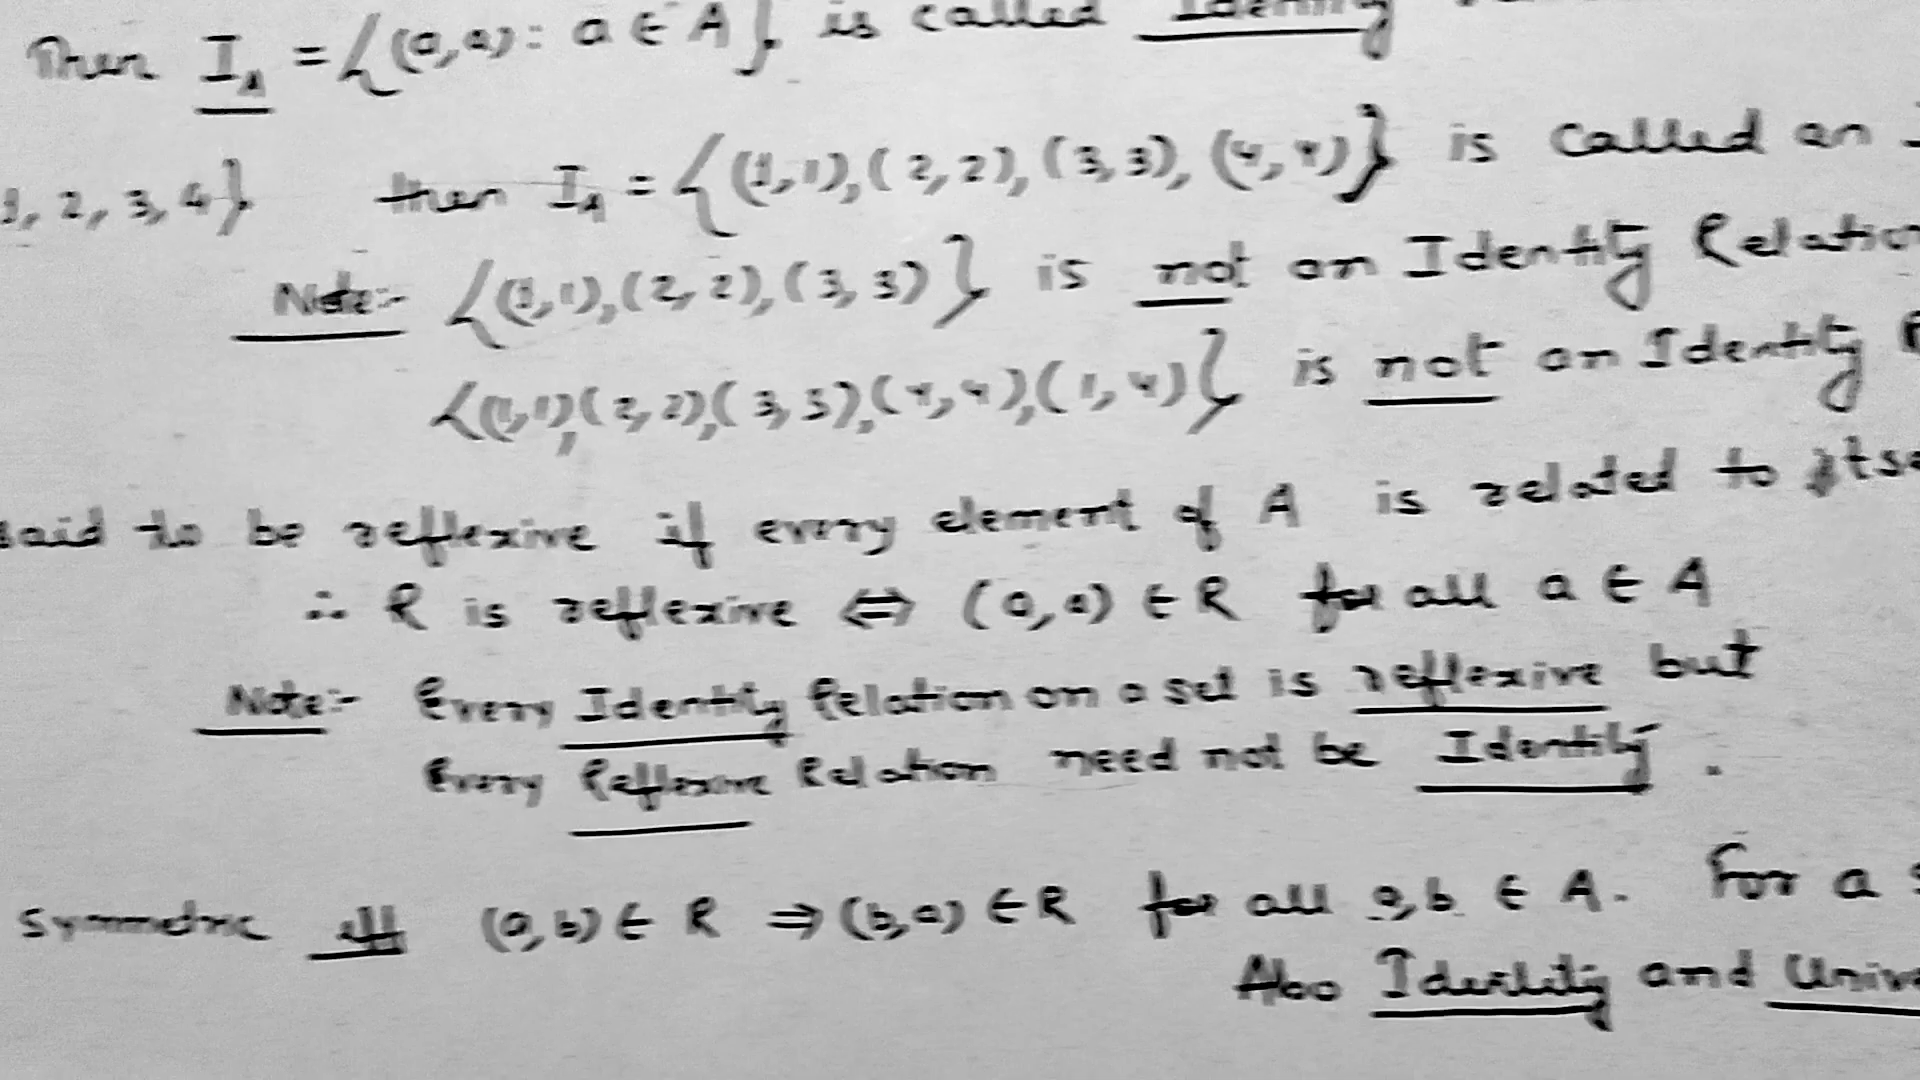 Then I_A = {(a,a): a ∈ A} is called Identity
1, 2, 3, 4} then I_A = {(1,1),(2,2),(3,3),(4,4)} is called an
Note:- {(1,1),(2,2),(3,3)} is not an Identity Relation
{(1,1),(2,2),(3,3),(4,4),(1,4)} is not an Identity
said to be reflexive if every element of A is related to itse
∴ R is reflexive ⇔ (a,a) ∈ R for all a ∈ A
Note:- Every Identity Relation on a set is reflexive but
Every Reflexive Relation need not be Identity.
Symmetric iff (a,b) ∈ R ⇒ (b,a) ∈ R for all a,b ∈ A. For a
Also Identity and Unive